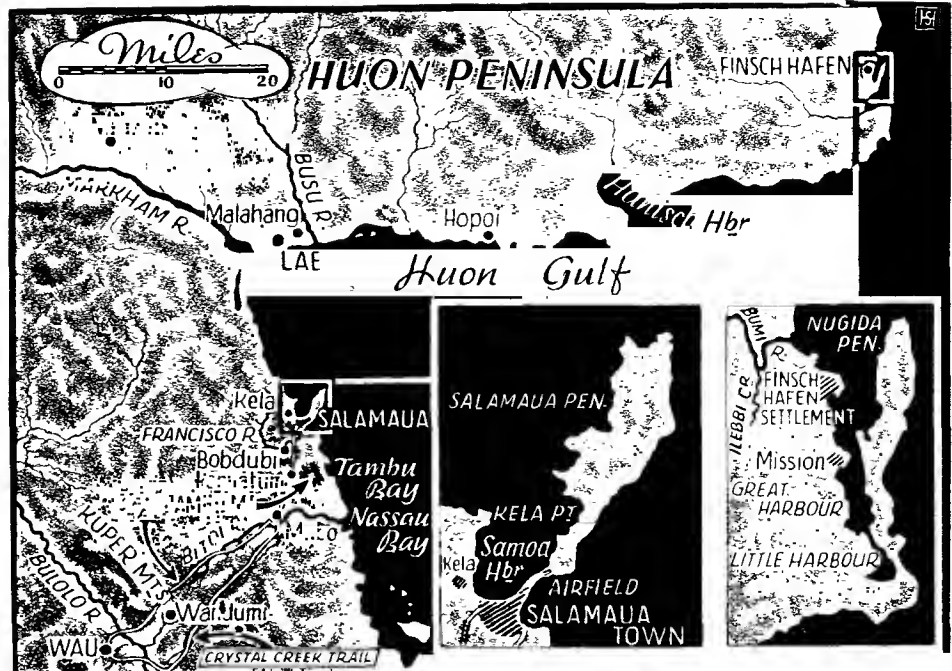 Miles
0 10 20
HUON PENINSULA
FINSCH HAFEN
MARKHAM R.
BUSU R.
Malahang
LAE
Hopoi
Hbr
Huon Gulf
Kela
SALAMAUA
FRANCISCO R.
Bobdubi
Tambu
Bay
Nassau
Bay
KUPER MTS
BITOI
BULOLO R.
WAU
CRYSTAL CREEK TRAIL
SALAMAUA PEN.
KELA PT.
Samoa
Hbr
Kela
AIRFIELD
SALAMAUA
TOWN
BUMI R.
NUGIDA
PEN.
ILEBBI CR.
FINSCH
HAFEN
SETTLEMENT
Mission
GREAT
HARBOUR
LITTLE HARBOUR